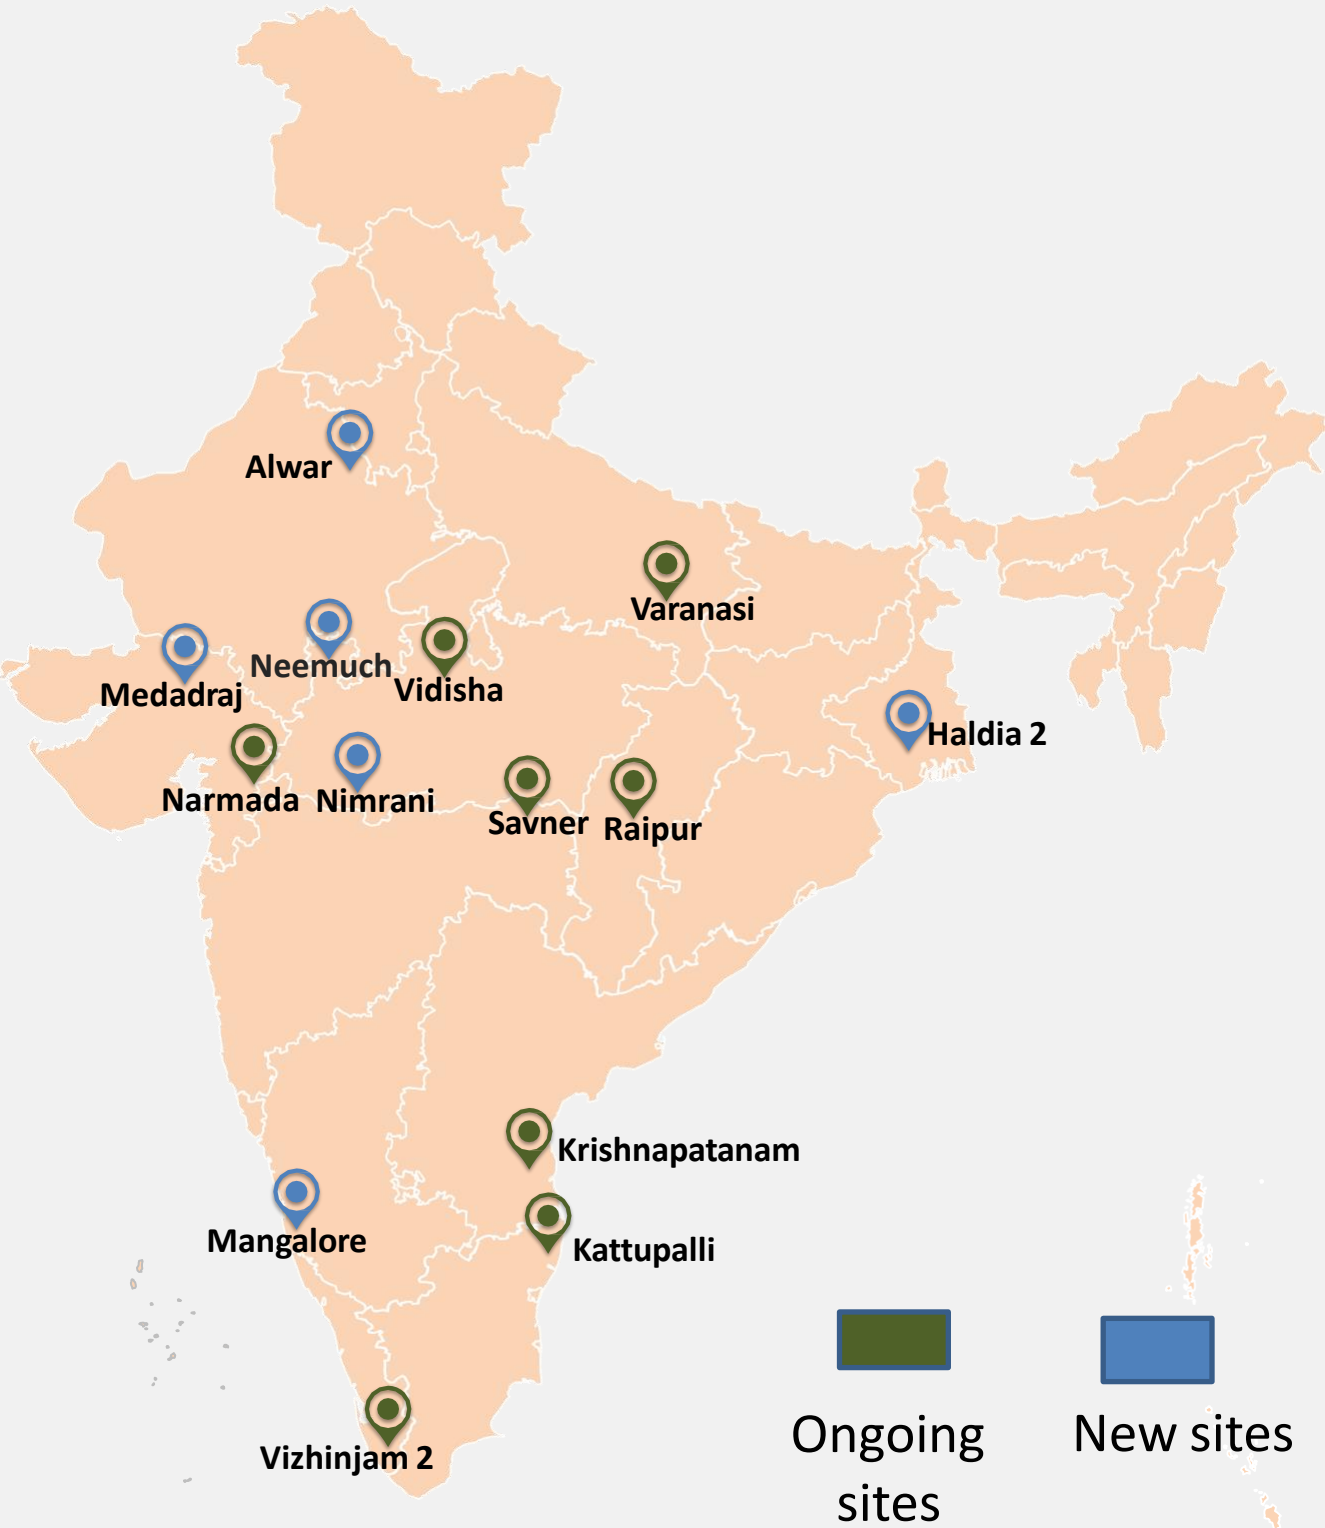 Alwar
Varanasi
Neemuch
Medadraj
Vidisha
Haldia 2
Narmada
Nimrani
Savner
Raipur
Krishnapatanam
Mangalore
Kattupalli
Vizhinjam 2
Ongoing
sites
New sites